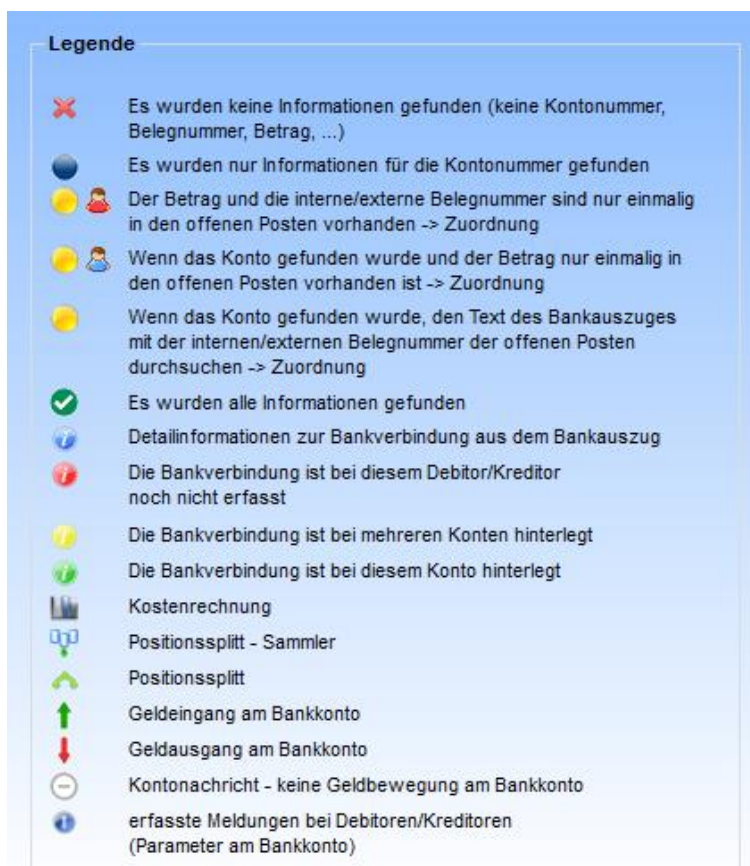 Legende
Es wurden keine Informationen gefunden (keine Kontonummer,
Belegnummer, Betrag, ...)
Es wurden nur Informationen für die Kontonummer gefunden
Der Betrag und die interne/externe Belegnummer sind nur einmalig
in den offenen Posten vorhanden -> Zuordnung
Wenn das Konto gefunden wurde und der Betrag nur einmalig in
den offenen Posten vorhanden ist -> Zuordnung
Wenn das Konto gefunden wurde, den Text des Bankauszuges
mit der internen/externen Belegnummer der offenen Posten
durchsuchen -> Zuordnung
Es wurden alle Informationen gefunden
Detailinformationen zur Bankverbindung aus dem Bankauszug
Die Bankverbindung ist bei diesem Debitor/Kreditor
noch nicht erfasst
Die Bankverbindung ist bei mehreren Konten hinterlegt
Die Bankverbindung ist bei diesem Konto hinterlegt
Kostenrechnung
Positionssplitt - Sammler
Positionssplitt
Geldeingang am Bankkonto
Geldausgang am Bankkonto
Kontonachricht - keine Geldbewegung am Bankkonto
erfasste Meldungen bei Debitoren/Kreditoren
(Parameter am Bankkonto)